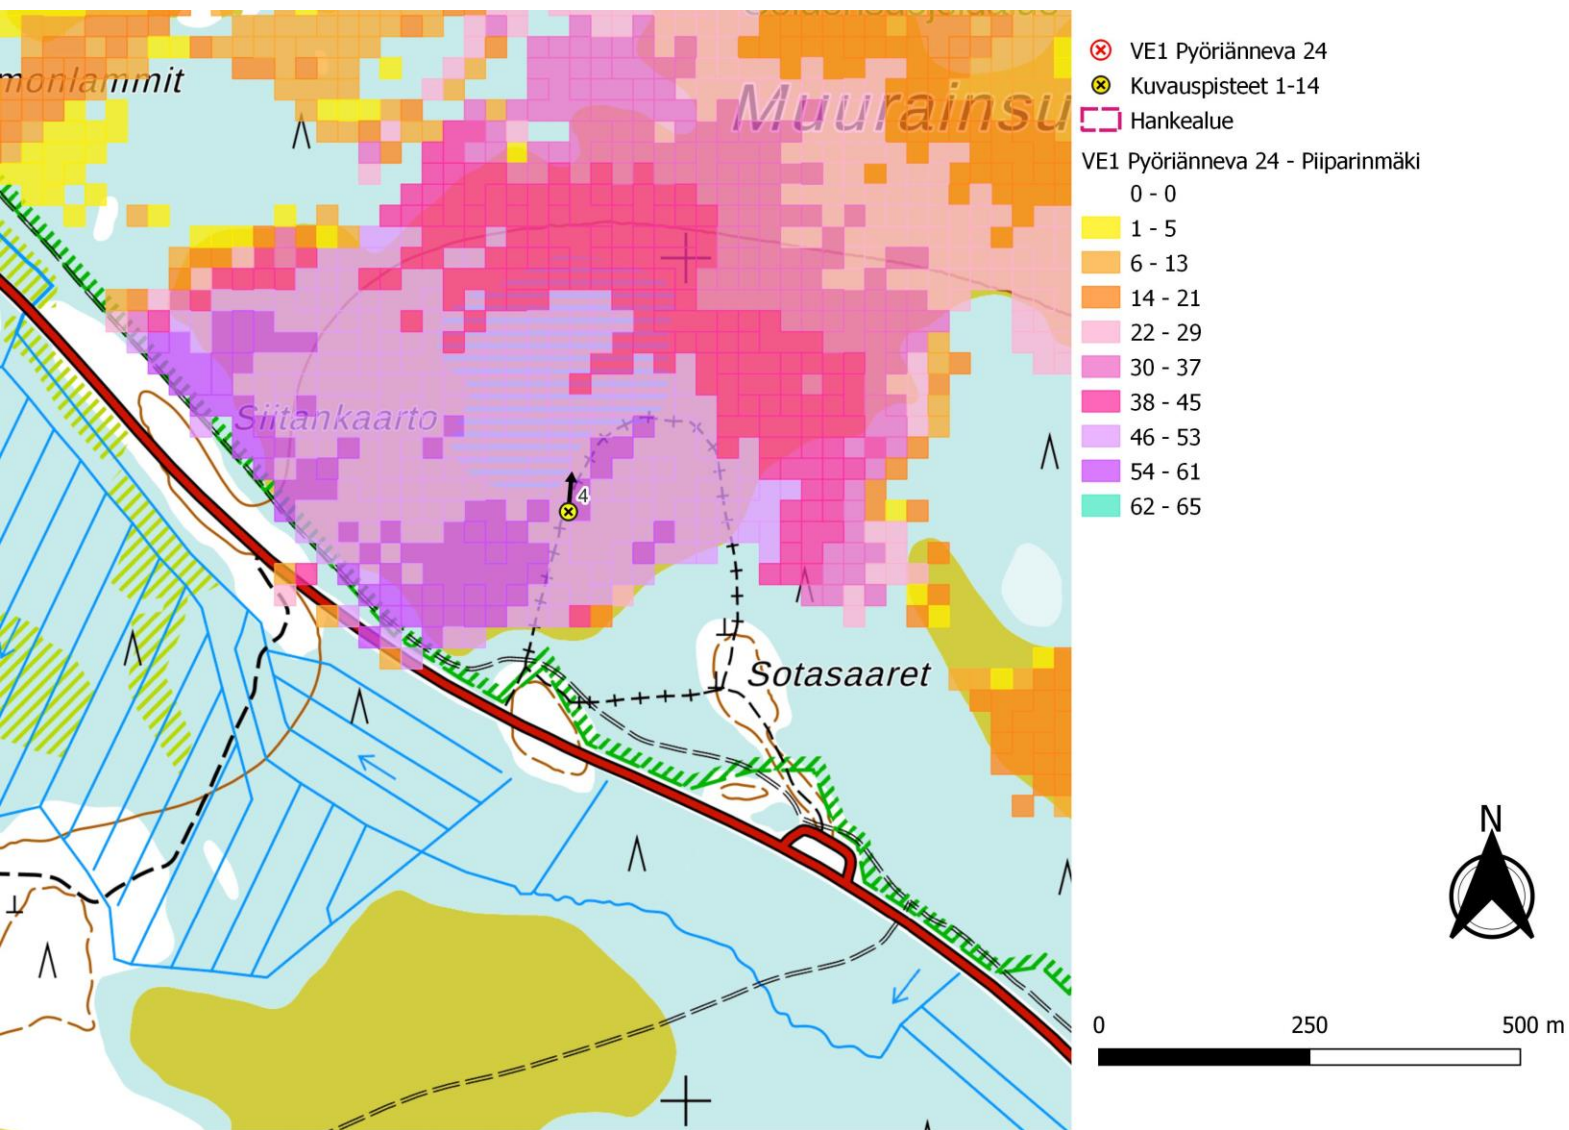 monlammit
Muurainsu
Siitankaarto
4
Sotasaaret
VE1 Pyöriänneva 24
Kuvauspisteet 1-14
Hankealue
VE1 Pyöriänneva 24 - Piiparinmäki
0 - 0
1 - 5
6 - 13
14 - 21
22 - 29
30 - 37
38 - 45
46 - 53
54 - 61
62 - 65
N
0 250 500 m